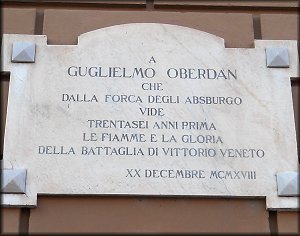 A
GUGLIELMO OBERDAN
CHE
DALLA FORCA DEGLI ABSBURGO
VIDE
TRENTASEI ANNI PRIMA
LE FIAMME E LA GLORIA
DELLA BATTAGLIA DI VITTORIO VENETO
XX DECEMBRE MCMXVIII